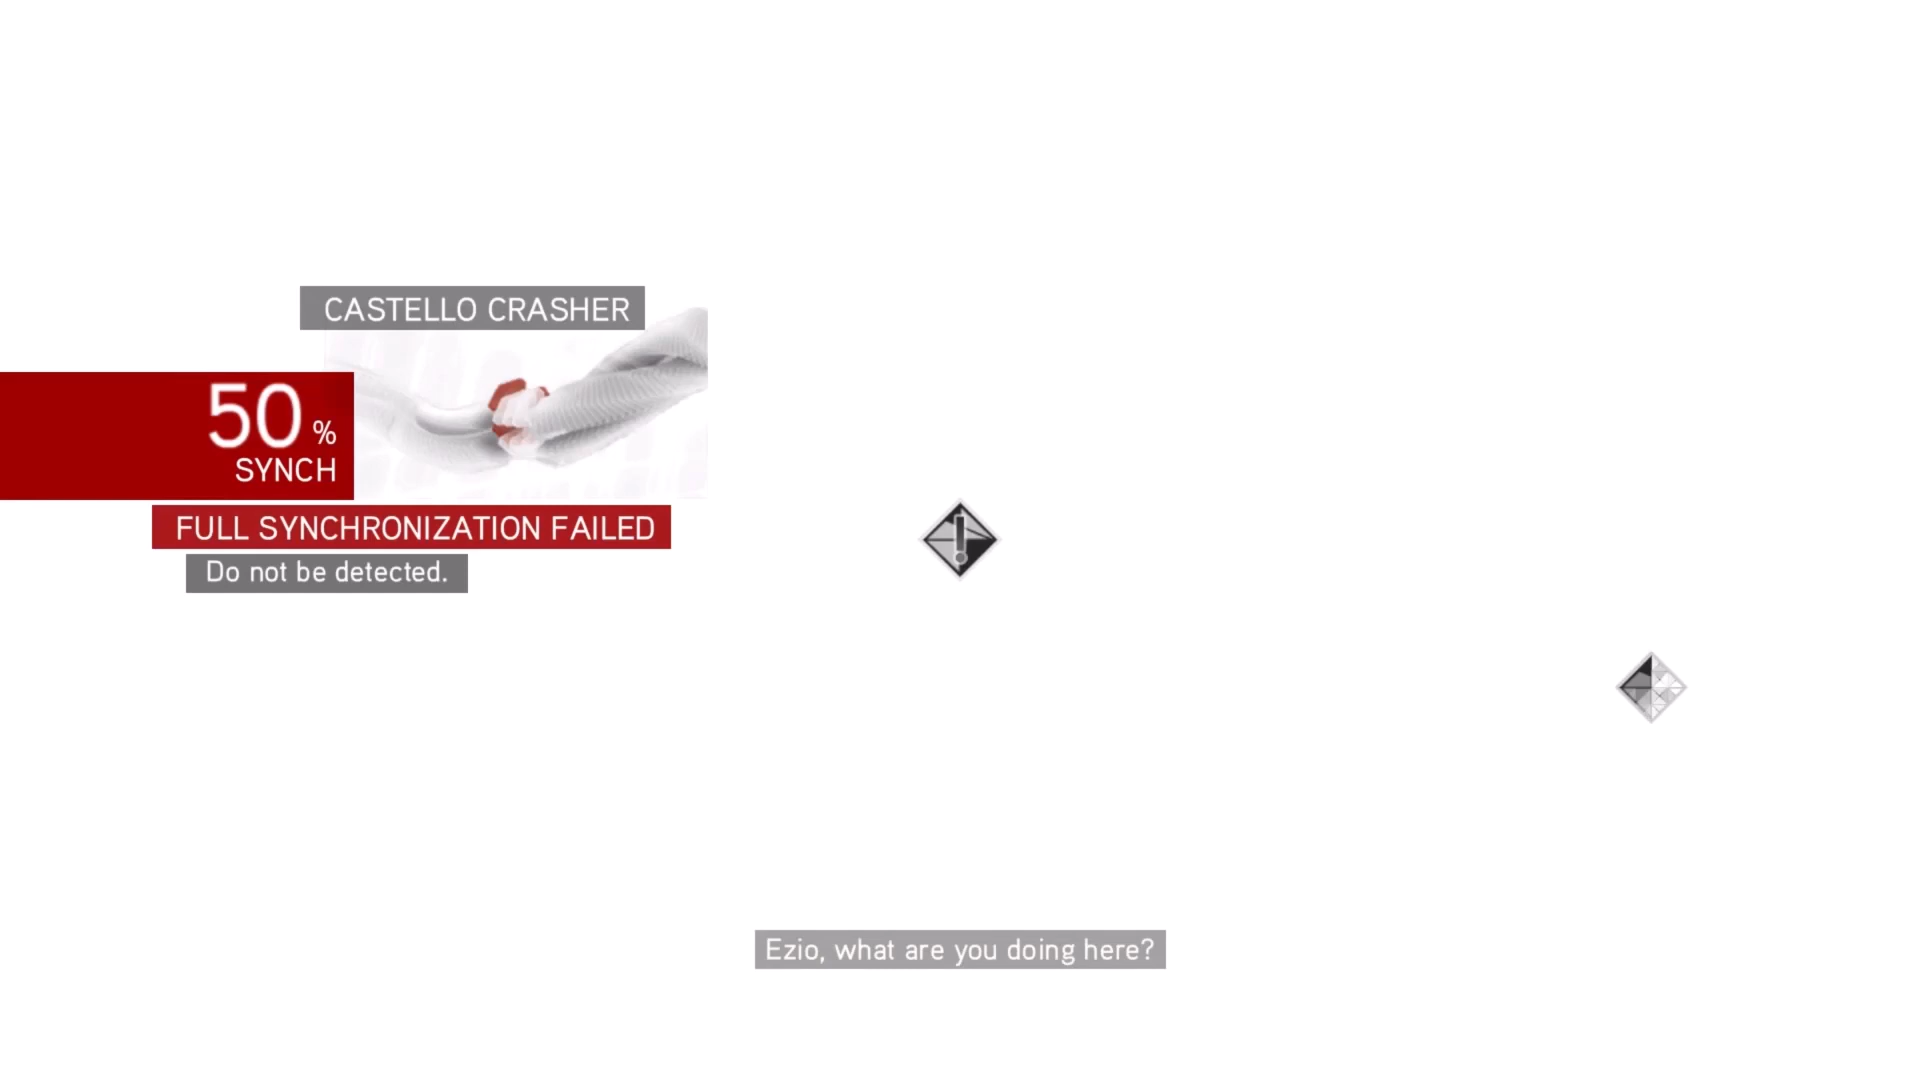 CASTELLO CRASHER
50 %
SYNCH
FULL SYNCHRONIZATION FAILED
Do not be detected.
Ezio, what are you doing here?